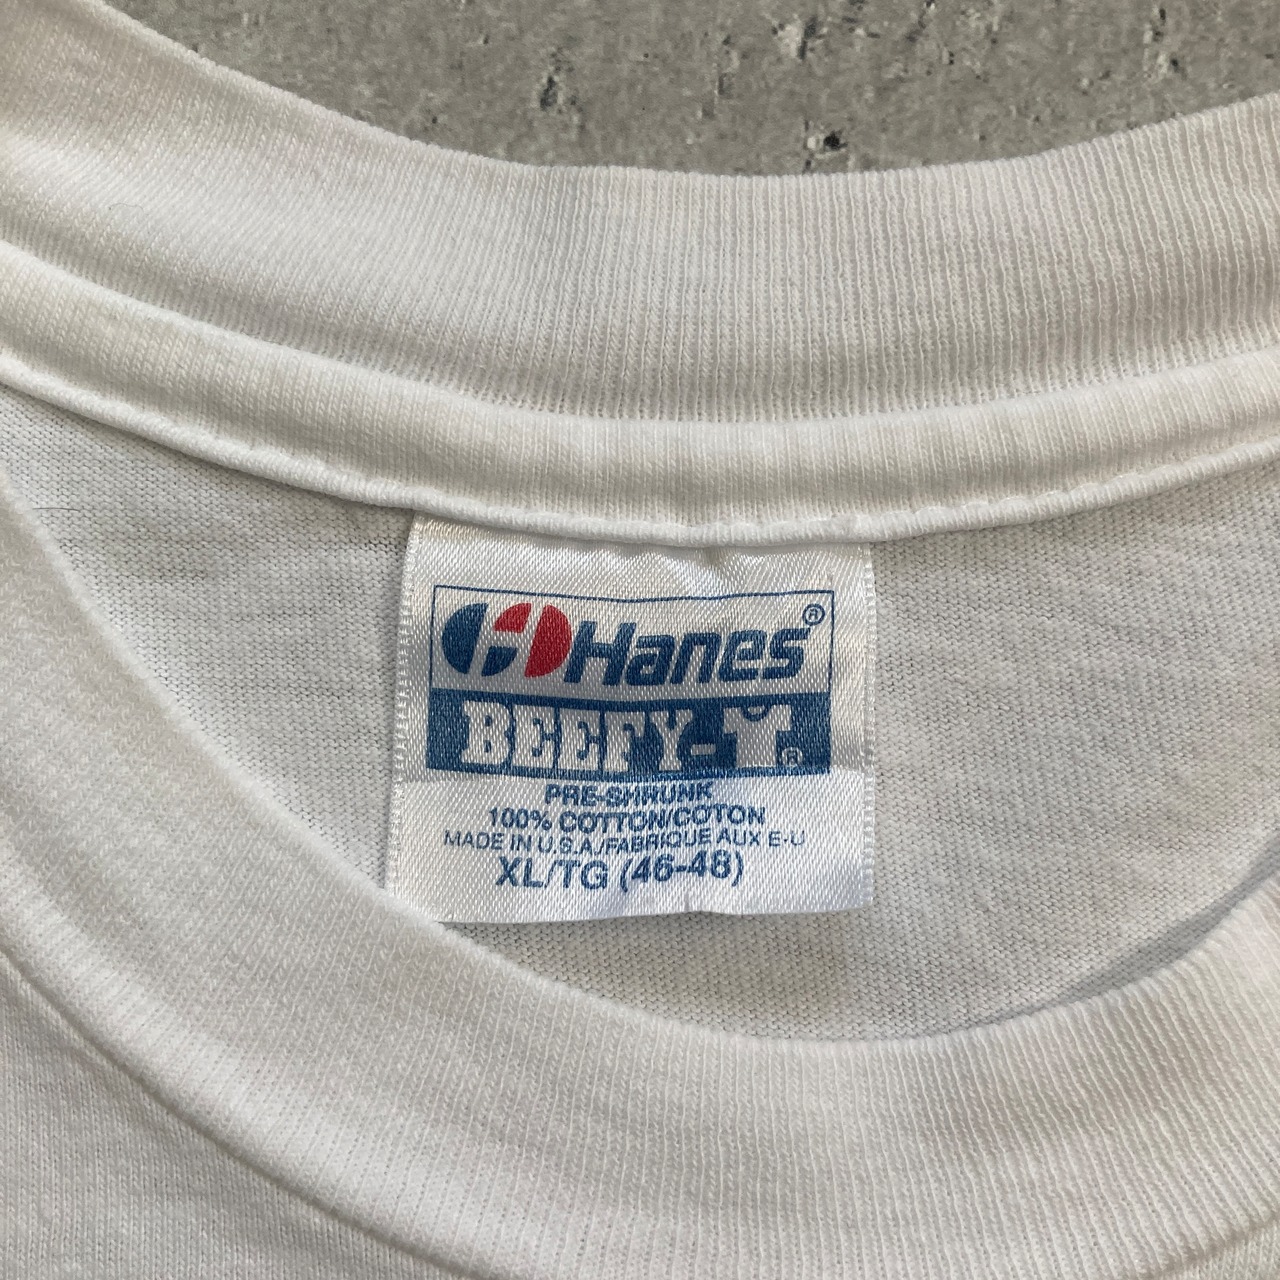 Hanes®
BEEFY-T®
PRE-SHRUNK
100% COTTON/COTON
MADE IN U.S.A./FABRIQUE AUX E-U
XL/TG (46-48)